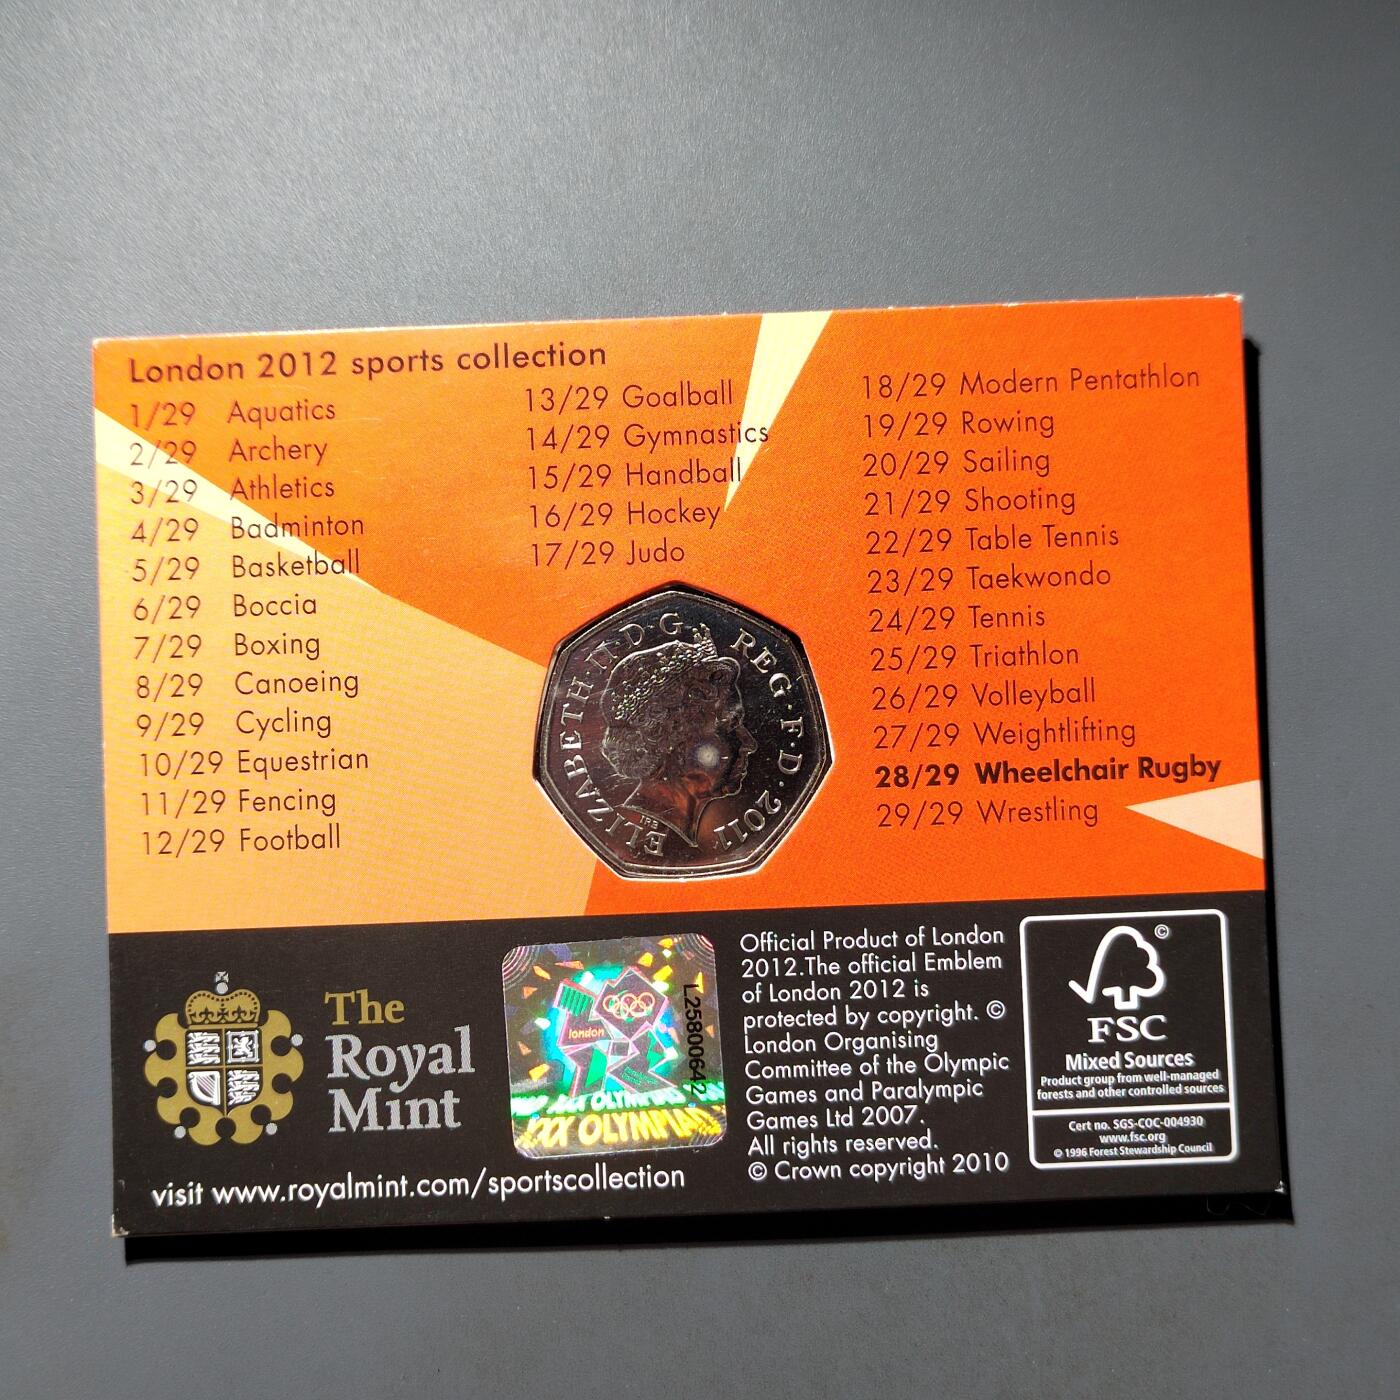 London 2012 sports collection
1/29 Aquatics
2/29 Archery
3/29 Athletics
4/29 Badminton
5/29 Basketball
6/29 Boccia
7/29 Boxing
8/29 Canoeing
9/29 Cycling
10/29 Equestrian
11/29 Fencing
12/29 Football
13/29 Goalball
14/29 Gymnastics
15/29 Handball
16/29 Hockey
17/29 Judo
18/29 Modern Pentathlon
19/29 Rowing
20/29 Sailing
21/29 Shooting
22/29 Table Tennis
23/29 Taekwondo
24/29 Tennis
25/29 Triathlon
26/29 Volleyball
27/29 Weightlifting
28/29 Wheelchair Rugby
29/29 Wrestling
ELIZABETH·II·D·G REG·F·D·2011
IRB
The
Royal
Mint
visit www.royalmint.com/sportscollection
london
L25800642
XXX OLYMPIA
Official Product of London
2012.The official Emblem
of London 2012 is
protected by copyright. ©
London Organising
Committee of the Olympic
Games and Paralympic
Games Ltd 2007.
All rights reserved.
© Crown copyright 2010
©
FSC
Mixed Sources
Product group from well-managed
forests and other controlled sources
Cert no. SGS-COC-004930
www.fsc.org
© 1996 Forest Stewardship Council